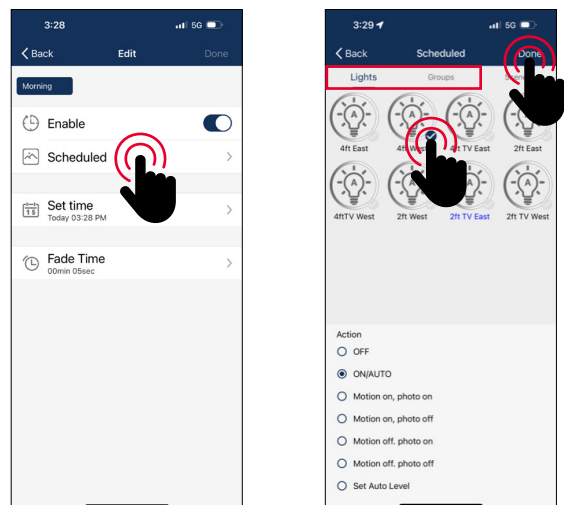 3:28
5G
Back
Edit
Done
Morning
Enable
Scheduled
Set time
Today 03:28 PM
Fade Time
00min 05sec
3:29
5G
Back
Scheduled
Done
Lights
Groups
A
A
A
4ft East
4ft West
4ft TV East
2ft East
A
A
A
A
4ftTV West
2ft West
2ft TV East
2ft TV West
Action
OFF
ON/AUTO
Motion on, photo on
Motion on, photo off
Motion off. photo on
Motion off. photo off
Set Auto Level